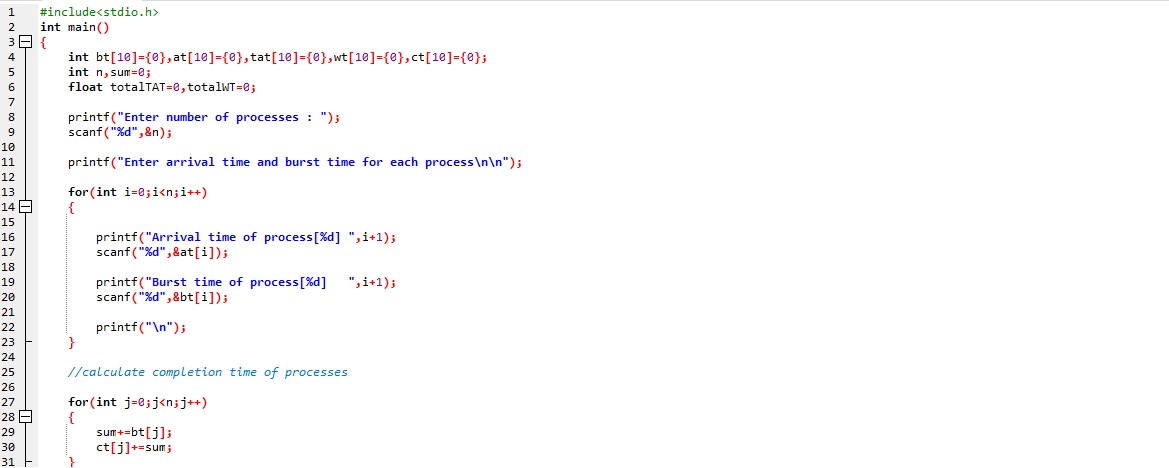 1 #include<stdio.h>
2 int main()
3 {
4     int bt[10]={0},at[10]={0},tat[10]={0},wt[10]={0},ct[10]={0};
5     int n,sum=0;
6     float totalTAT=0,totalWT=0;
7
8     printf("Enter number of processes : ");
9     scanf("%d",&n);
10
11     printf("Enter arrival time and burst time for each process\n\n");
12
13     for(int i=0;i<n;i++)
14     {
15
16         printf("Arrival time of process[%d] ",i+1);
17         scanf("%d",&at[i]);
18
19         printf("Burst time of process[%d]   ",i+1);
20         scanf("%d",&bt[i]);
21
22         printf("\n");
23     }
24
25     //calculate completion time of processes
26
27     for(int j=0;j<n;j++)
28     {
29         sum+=bt[j];
30         ct[j]+=sum;
31     }